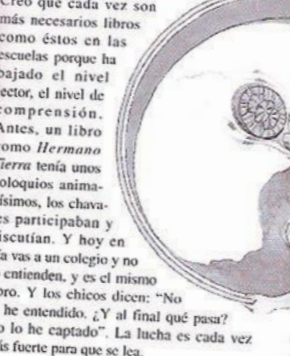 Creo que cada vez son
más necesarios libros
como éstos en las
escuelas porque ha
bajado el nivel
lector, el nivel de
comprensión.
Antes, un libro
como Hermano
Tierra tenía unos
coloquios anima-
dísimos, los chava-
les participaban y
discutían. Y hoy en
día vas a un colegio y no
entienden, y es el mismo
libro. Y los chicos dicen: “No
he entendido. ¿Y al final qué pasa?
No lo he captado”. La lucha es cada vez
más fuerte para que se lea.